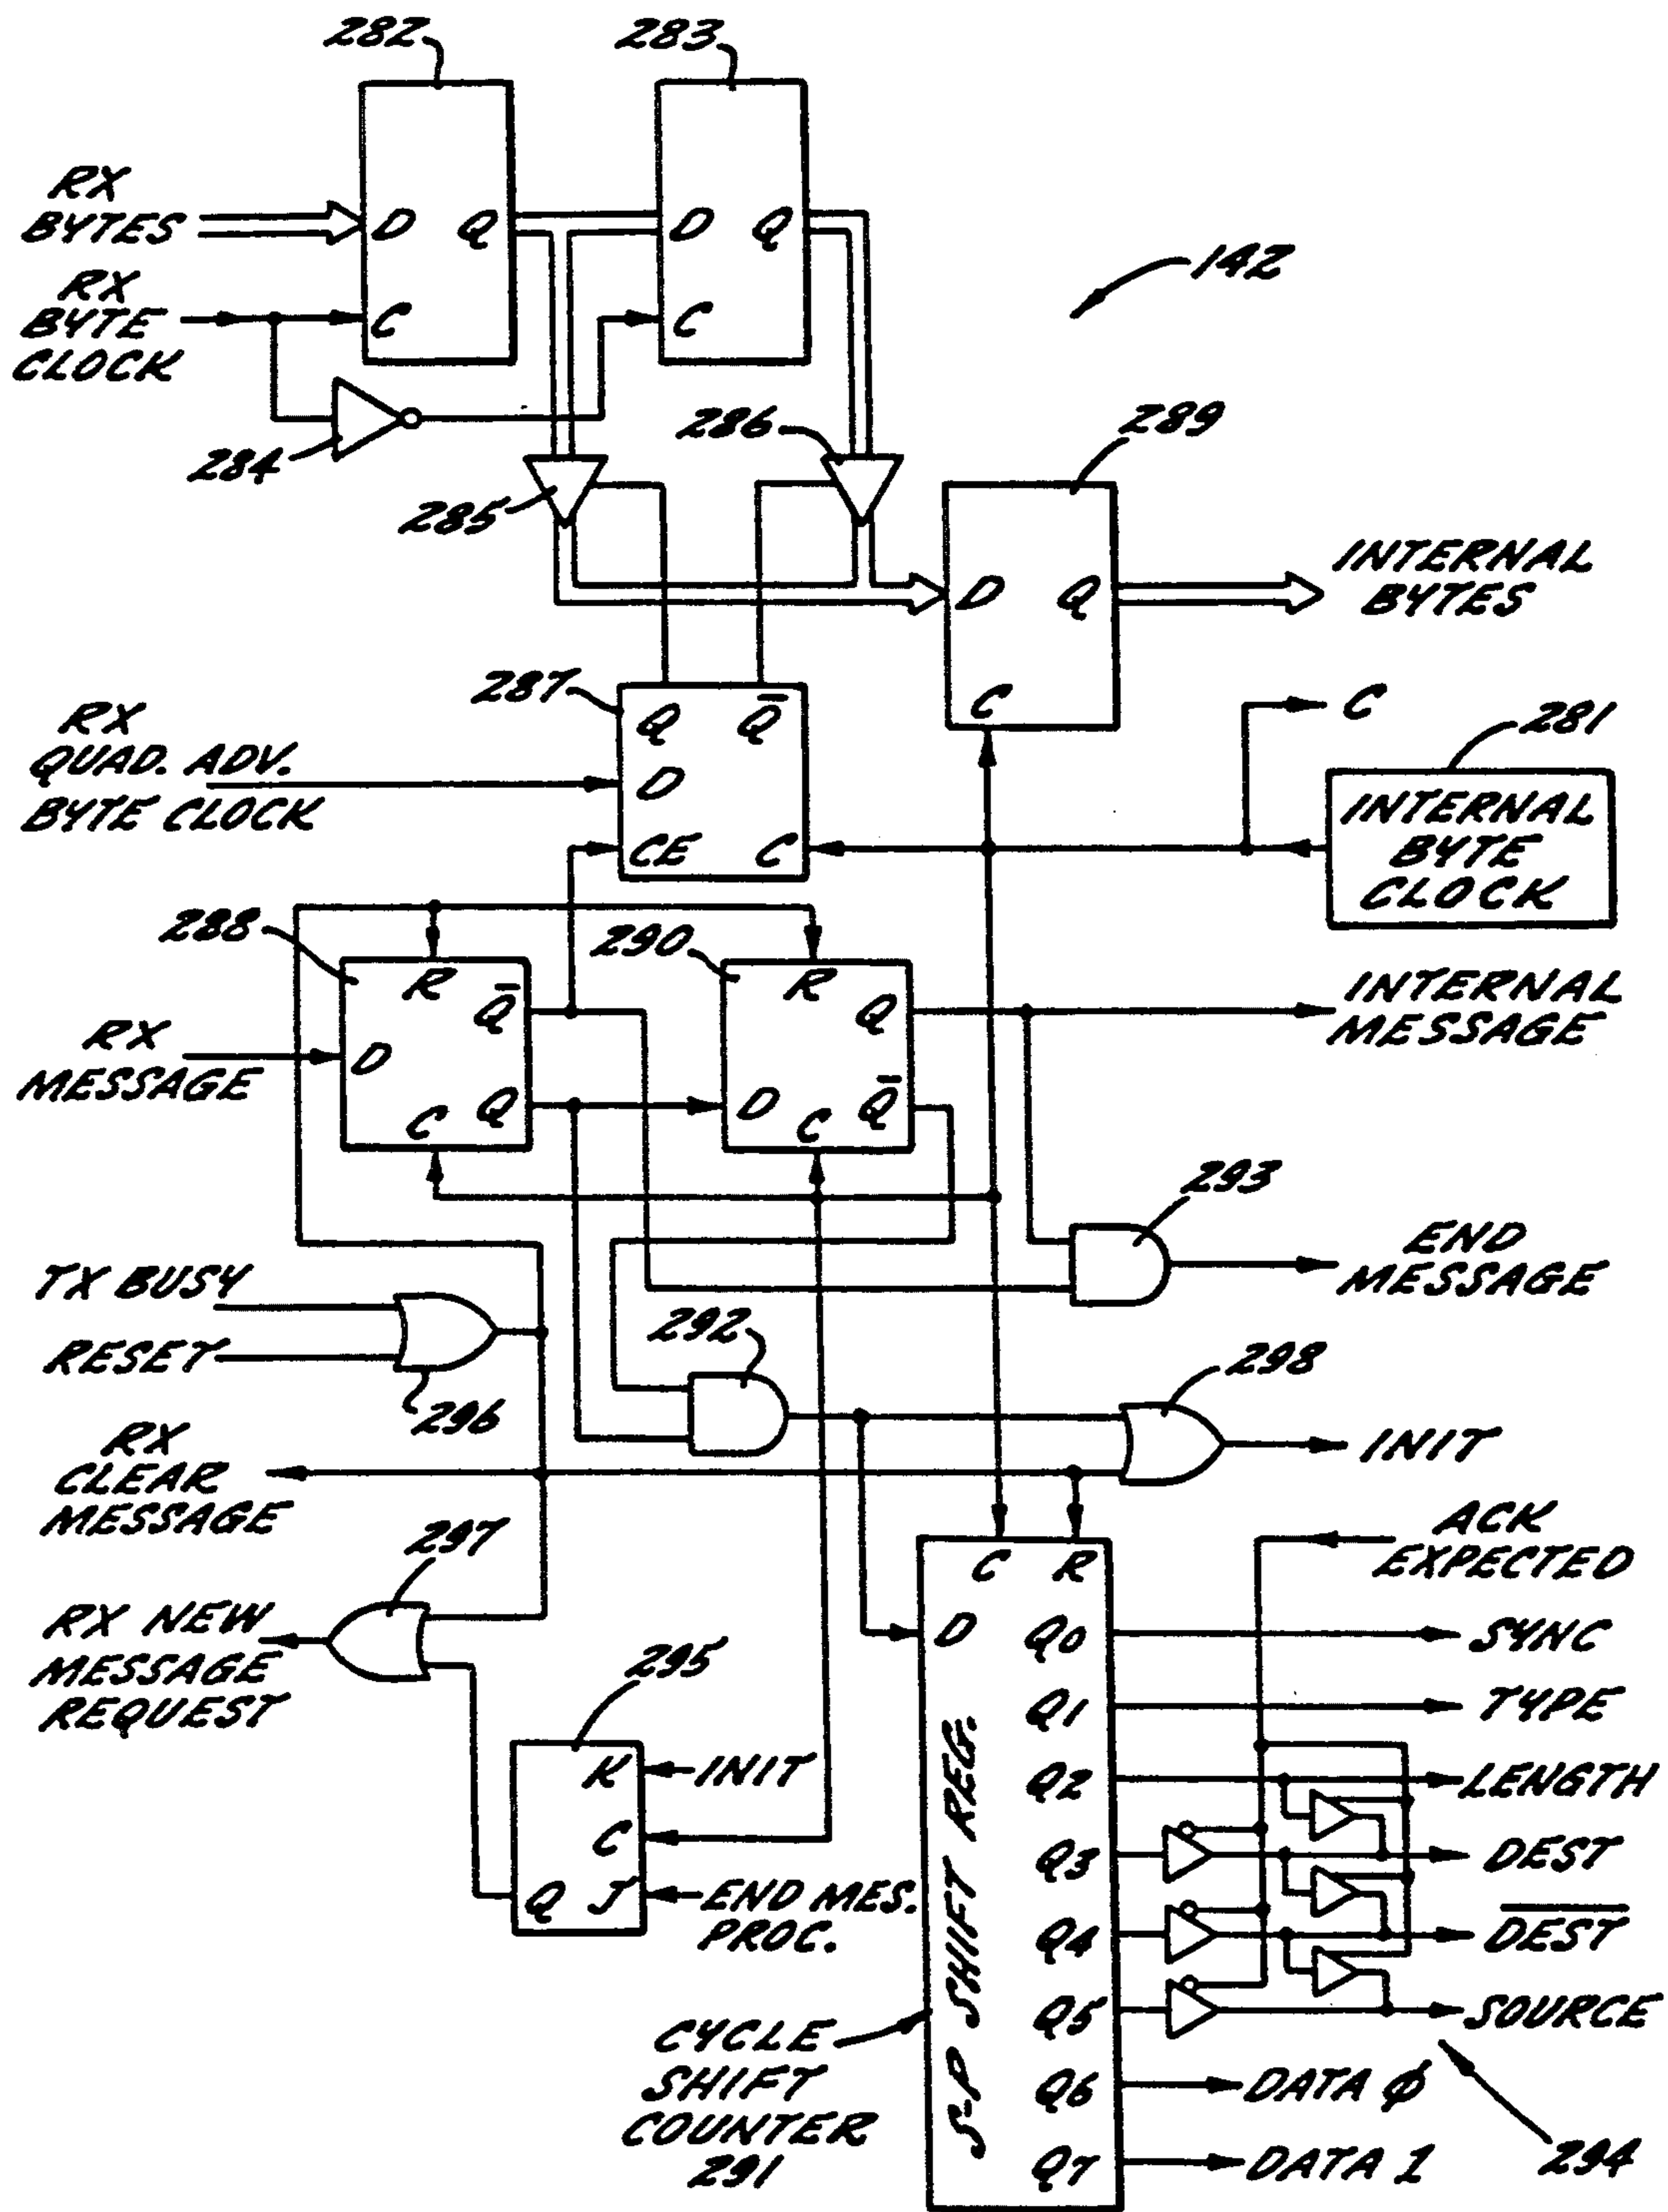 282
283
RX
BYTES
D
Q
D
Q
142
RX
BYTE
CLOCK
C
C
284
285
286
289
D
Q
INTERNAL
BYTES
C
287
Q
Q̅
D
CE
C
RX
QUAD. ADV.
BYTE CLOCK
C
281
INTERNAL
BYTE
CLOCK
288
R
Q̅
D
C
Q
290
R
Q
D
C
Q̅
RX
MESSAGE
INTERNAL
MESSAGE
293
END
MESSAGE
TX BUSY
RESET
296
292
298
INIT
RX
CLEAR
MESSAGE
297
RX NEW
MESSAGE
REQUEST
295
K
INIT
C
Q
J
END MES.
PROC.
ACK
EXPECTED
C
R
D
Q0
SYNC
Q1
TYPE
Q2
LENGTH
Q3
DEST
Q4
D̅E̅S̅T̅
Q5
SOURCE
Q6
DATA ϕ
Q7
DATA 1
S-P SHIFT REG.
CYCLE
SHIFT
COUNTER
291
294